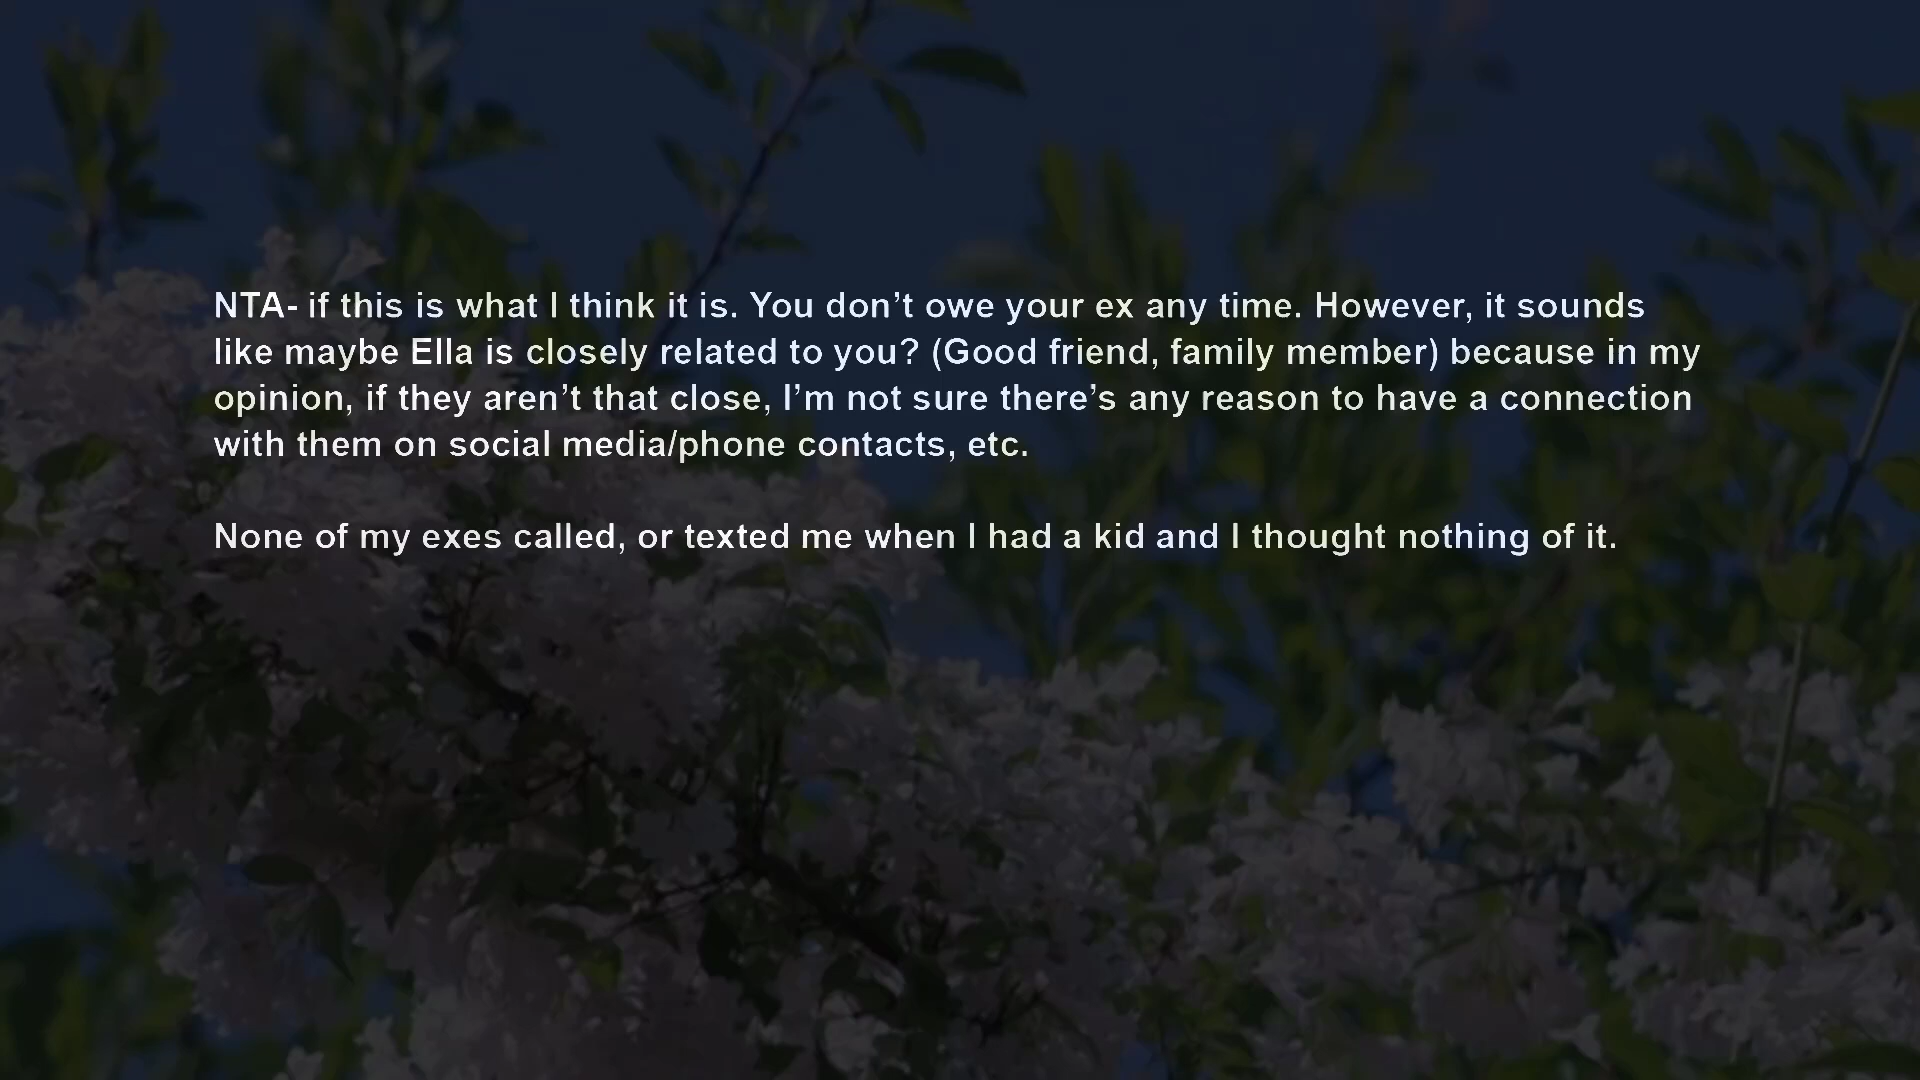 NTA- if this is what I think it is. You don’t owe your ex any time. However, it sounds
like maybe Ella is closely related to you? (Good friend, family member) because in my
opinion, if they aren’t that close, I’m not sure there’s any reason to have a connection
with them on social media/phone contacts, etc.
None of my exes called, or texted me when I had a kid and I thought nothing of it.